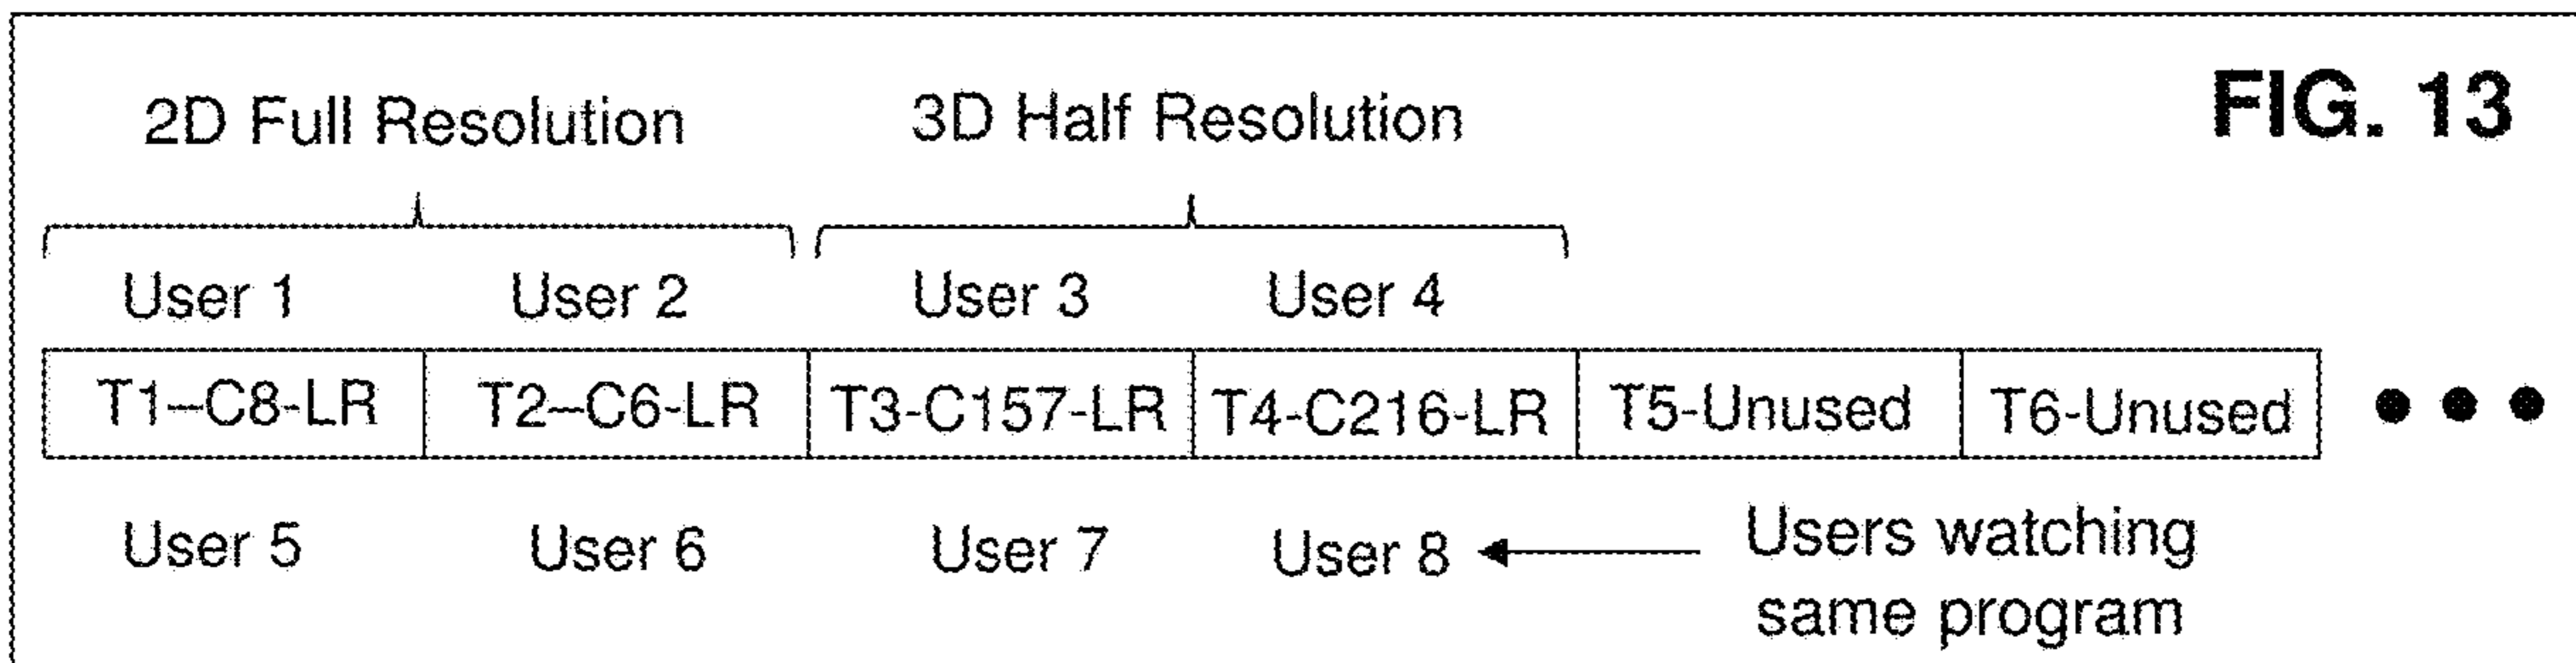 FIG. 13
2D Full Resolution
3D Half Resolution
User 1
User 2
User 3
User 4
T1–C8-LR
T2–C6-LR
T3-C157-LR
T4-C216-LR
T5-Unused
T6-Unused
User 5
User 6
User 7
User 8
Users watching
same program